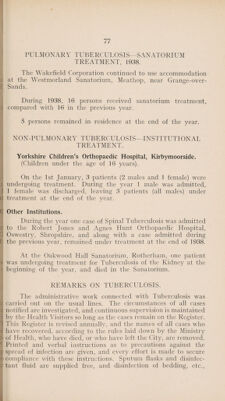 77
PULMONARY TUBERCULOSIS—SANATORIUM
TREATMENT, 1938.
The Wakefield Corporation continued to use accommodation
at the Westmorland Sanatorium, Meathop, near Grange-over-
Sands.
During 1938, 16 persons received sanatorium treatment,
compared with 16 in the previous year.
8 persons remained in residence at the end of the year.
NON-PULMONARY TUBERCULOSIS—INSTITUTIONAL
TREATMENT.
Yorkshire Children's Orthopaedic Hospital, Kirbymoorside.
(Children under the age of 16 years).
On the 1st January, 3 patients (2 males and 1 female) were
undergoing treatment. During the year 1 male was admitted,
1 female was discharged, leaving 3 patients (all males) under
treatment at the end of the year.
Other Institutions.
During the year one case of Spinal Tuberculosis was admitted
to the Robert Jones and Agnes Hunt Orthopaedic Hospital,
Oswestry, Shropshire, and along with a case admitted during
the previous year, remained under treatment at the end of 1938.
At the Oakwood Hall Sanatorium, Rotherham, one patient
was undergoing treatment for Tuberculosis of the Kidney at the
beginning of the year, and died in the Sanatorium.
REMARKS ON TUBERCULOSIS.
The administrative work connected with Tuberculosis was
carried out on the usual lines. The circumstances of all cases
notified are investigated, and continuous supervision is maintained
by the Health Visitors so long as the cases remain on the Register.
This Register is revised annually, and the names of all cases who
have recovered, according to the rules laid down by the Ministry
of Health, who have died, or who have left the City, are removed.
Printed and verbal instructions as to precautions against the
spread of infection are given, and every effort is made to secure
compliance with these instructions. Sputum flasks and disinfec-
tant fluid are supplied free, and disinfection of bedding, etc.,